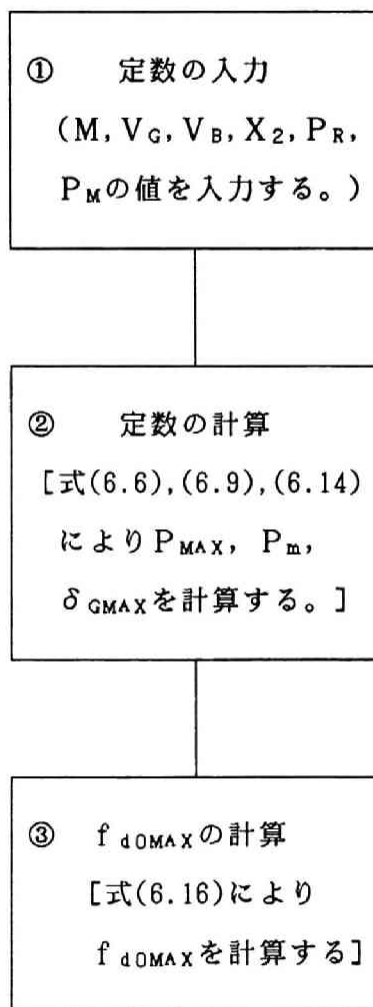 ① 定数の入力
(M, V_G, V_B, X_2, P_R,
P_Mの値を入力する。)
② 定数の計算
[式(6.6),(6.9),(6.14)
によりP_MAX, P_m,
δ_GMAXを計算する。]
③ f_d0MAXの計算
[式(6.16)により
f_d0MAXを計算する]